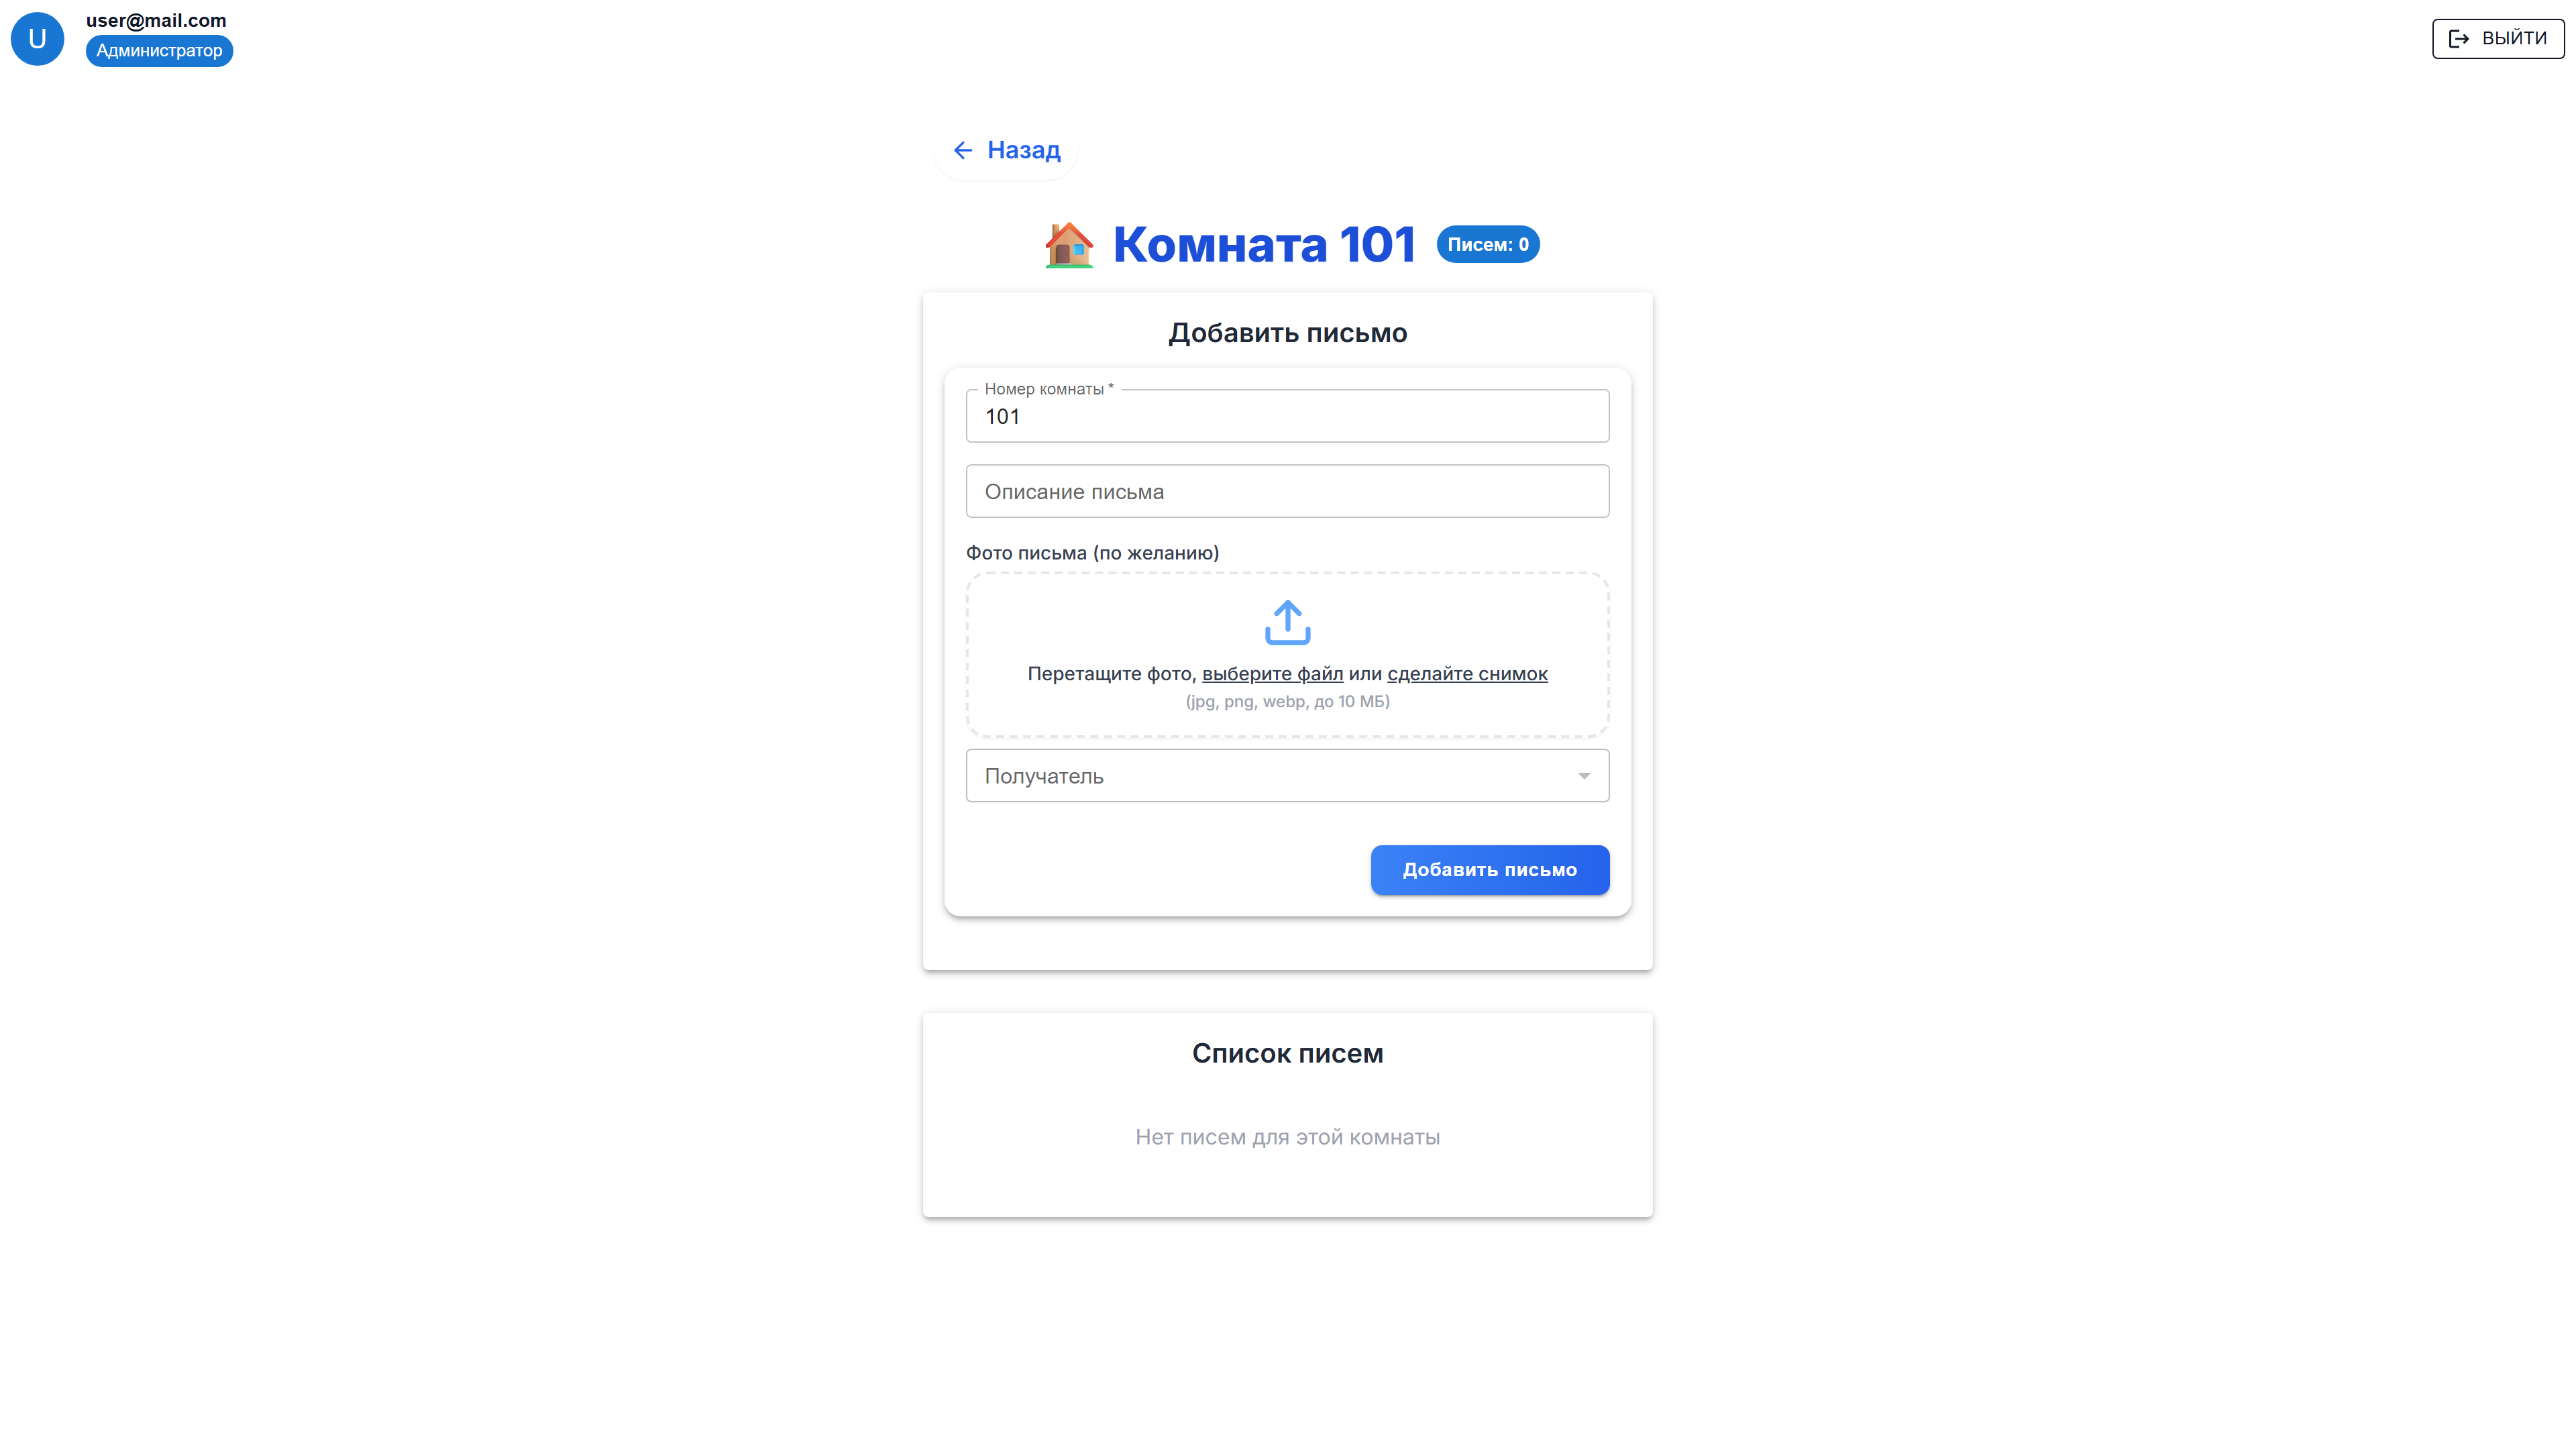 U
user@mail.com
Администратор
ВЫЙТИ
Назад
Комната 101
Писем: 0
Добавить письмо
Номер комнаты *
101
Описание письма
Фото письма (по желанию)
Перетащите фото, выберите файл или сделайте снимок
(jpg, png, webp, до 10 МБ)
Получатель
Добавить письмо
Список писем
Нет писем для этой комнаты